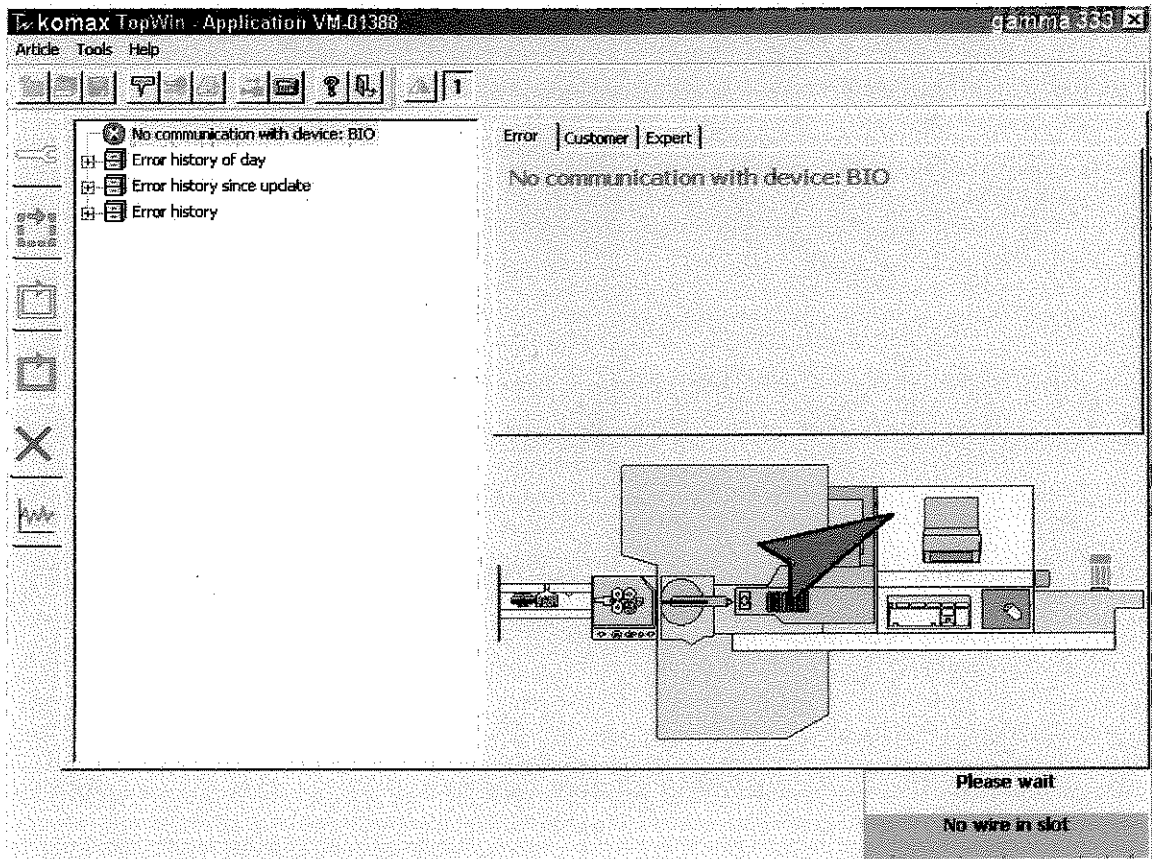 komax TopWin - Application VM-01388
gamma 333
Article Tools Help
1
No communication with device: BIO
Error history of day
Error history since update
Error history
Error Customer Expert
No communication with device: BIO
Please wait
No wire in slot